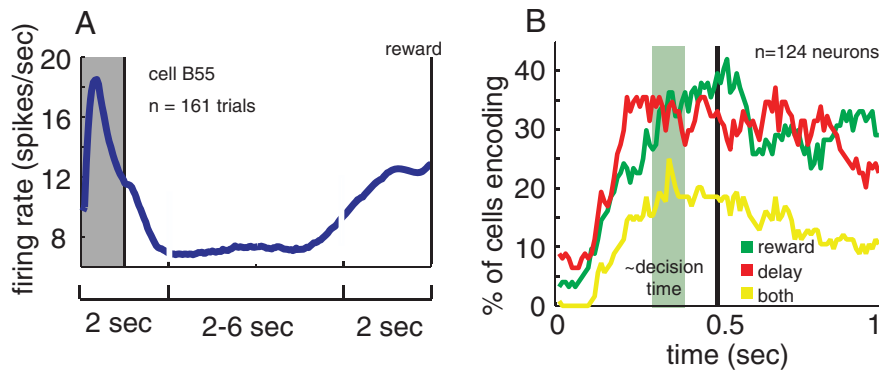 A
firing rate (spikes/sec)
20
16
12
8
cell B55
n = 161 trials
reward
2 sec
2-6 sec
2 sec
B
% of cells encoding
40
30
20
10
0
n=124 neurons
~decision
time
reward
delay
both
0
0.5
1
time (sec)